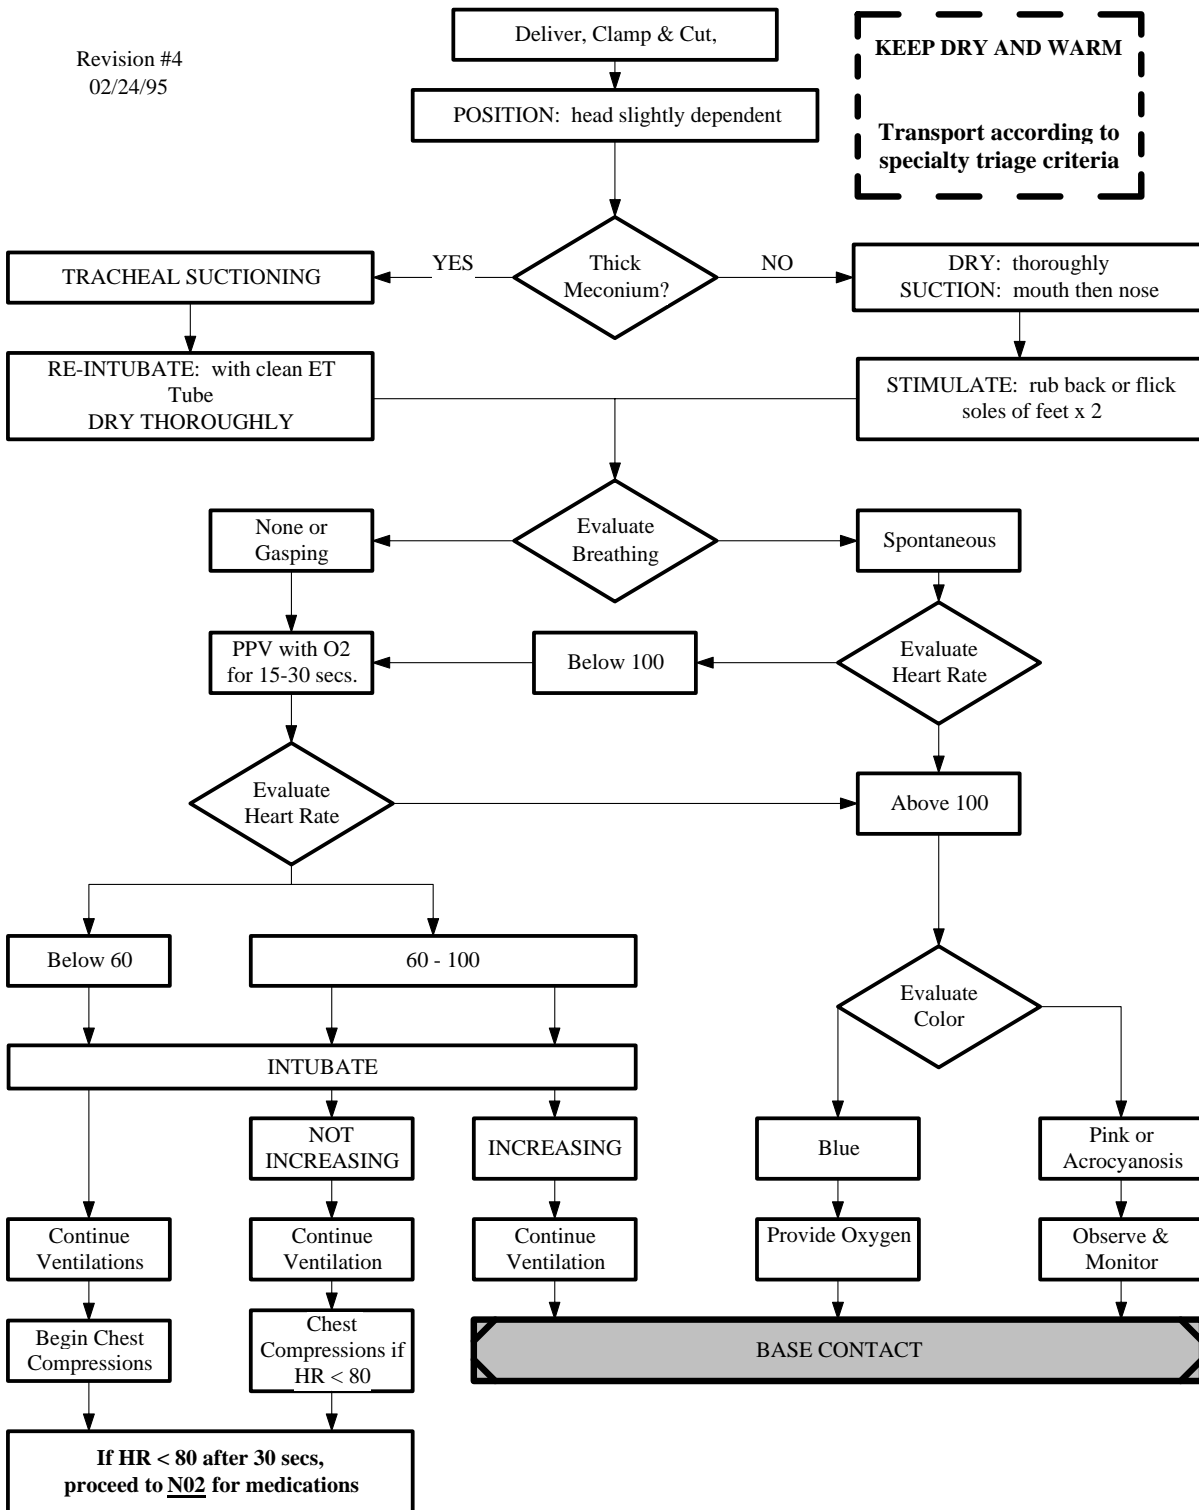 Revision #4
02/24/95
Deliver, Clamp & Cut,
KEEP DRY AND WARM
Transport according to
specialty triage criteria
POSITION:  head slightly dependent
Thick
Meconium?
YES
NO
TRACHEAL SUCTIONING
DRY:  thoroughly
SUCTION:  mouth then nose
RE-INTUBATE:  with clean ET
Tube
DRY THOROUGHLY
STIMULATE:  rub back or flick
soles of feet x 2
Evaluate
Breathing
None or
Gasping
Spontaneous
PPV with O2
for 15-30 secs.
Below 100
Evaluate
Heart Rate
Evaluate
Heart Rate
Above 100
Below 60
60 - 100
Evaluate
Color
INTUBATE
NOT
INCREASING
INCREASING
Blue
Pink or
Acrocyanosis
Continue
Ventilations
Continue
Ventilation
Continue
Ventilation
Provide Oxygen
Observe &
Monitor
Begin Chest
Compressions
Chest
Compressions if
HR < 80
BASE CONTACT
If HR < 80 after 30 secs,
proceed to N02 for medications